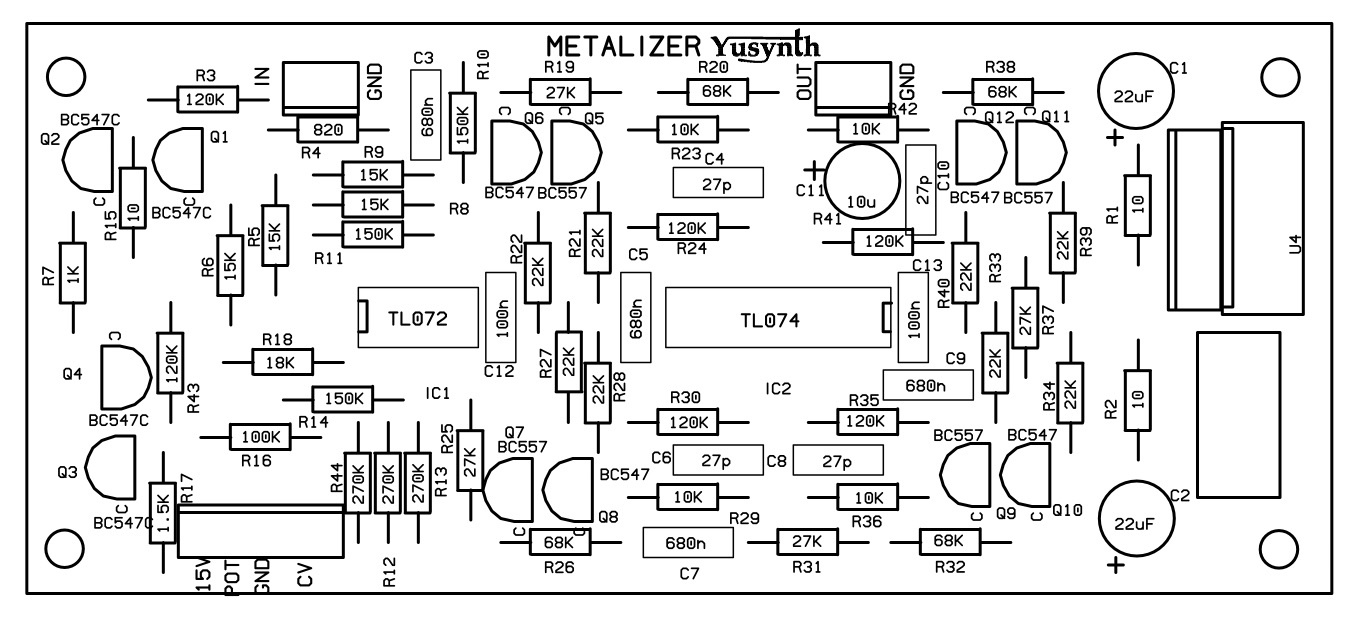 METALIZER Yusynth
R3
120K
IN
GND
C3
680n
R10
150K
R19
27K
R20
68K
OUT
GND
R38
68K
C1
22uF
+
Q2
BC547C
C
Q1
BC547C
C
820
R4
R9
15K
15K
R8
150K
R11
C
Q6
BC547
C
Q5
BC557
10K
R23
C4
27p
120K
R24
R42
10K
+
C11
10u
27p
C10
R41
120K
C
Q12
BC547
C
Q11
BC557
R1
10
U4
R15
10
R7
1K
R6
15K
R5
15K
R22
22K
R21
22K
C5
680n
TL072
100n
C12
TL074
C13
100n
R40
22K
R33
22K
R39
22K
R37
27K
C9
680n
R34
22K
R2
10
C
Q4
BC547C
120K
R43
R18
18K
150K
R14
IC1
R27
22K
22K
R28
IC2
100K
R16
Q3
C
BC547C
R17
1.5K
R44
270K
270K
R12
270K
R13
R25
27K
Q7
BC557
C
BC547
Q8
C
R30
120K
C6
27p
C8
27p
R35
120K
10K
R29
10K
R36
BC557
C
Q9
BC547
C
Q10
C2
22uF
+
68K
R26
680n
C7
27K
R31
68K
R32
15V
POT
GND
CV